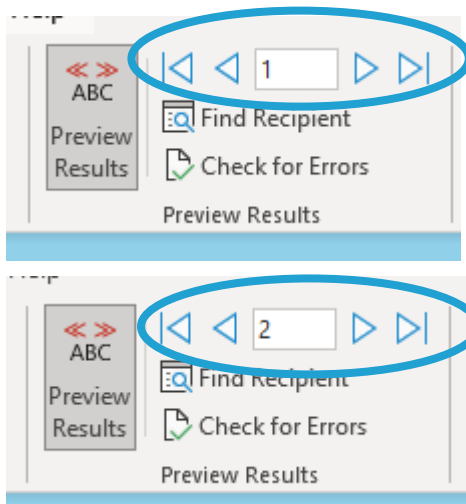 1
ABC
Find Recipient
Preview
Results
Check for Errors
Preview Results
2
ABC
Find Recipient
Preview
Results
Check for Errors
Preview Results